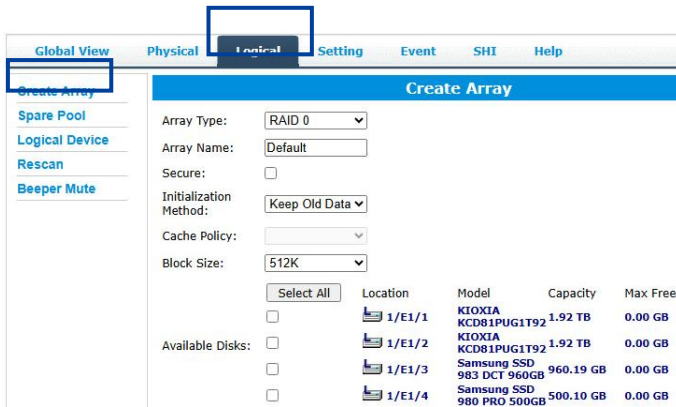 Global View Physical Logical Setting Event SHI Help
Create Array
Spare Pool
Logical Device
Rescan
Beeper Mute
Create Array
Array Type: RAID 0
Array Name: Default
Secure:
Initialization
Method: Keep Old Data
Cache Policy:
Block Size: 512K
Select All Location Model Capacity Max Free
1/E1/1 KIOXIA
KCD81PUG1T92 1.92 TB 0.00 GB
Available Disks: 1/E1/2 KIOXIA
KCD81PUG1T92 1.92 TB 0.00 GB
1/E1/3 Samsung SSD
983 DCT 960GB 960.19 GB 0.00 GB
1/E1/4 Samsung SSD
980 PRO 500GB 500.10 GB 0.00 GB